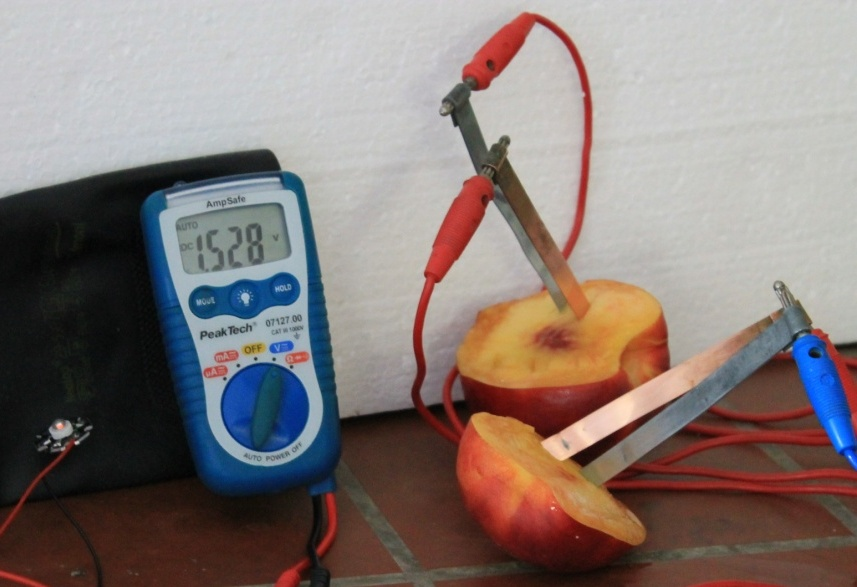 AmpSafe
AUTO
DC 1.528 V
MODE HOLD
PeakTech® 07127.00
CAT III 1000V
mA OFF V
µA Ω
AUTO POWER OFF